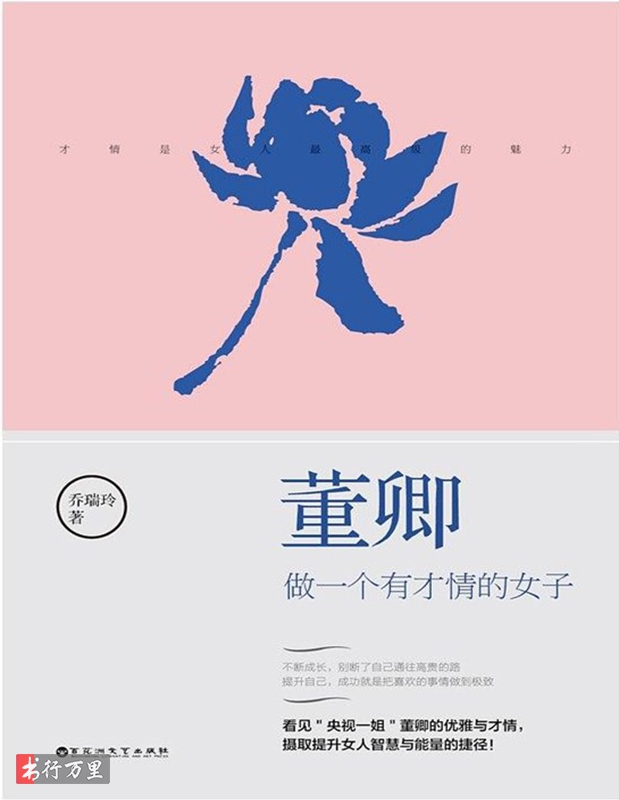 才情是女人最高级的魅力
乔瑞玲
著
董卿
做一个有才情的女子
不断成长，别断了自己通往高贵的路
提升自己，成功就是把喜欢的事情做到极致
看见"央视一姐"董卿的优雅与才情，
摄取提升女人智慧与能量的捷径！
百花洲文艺出版社
书行万里